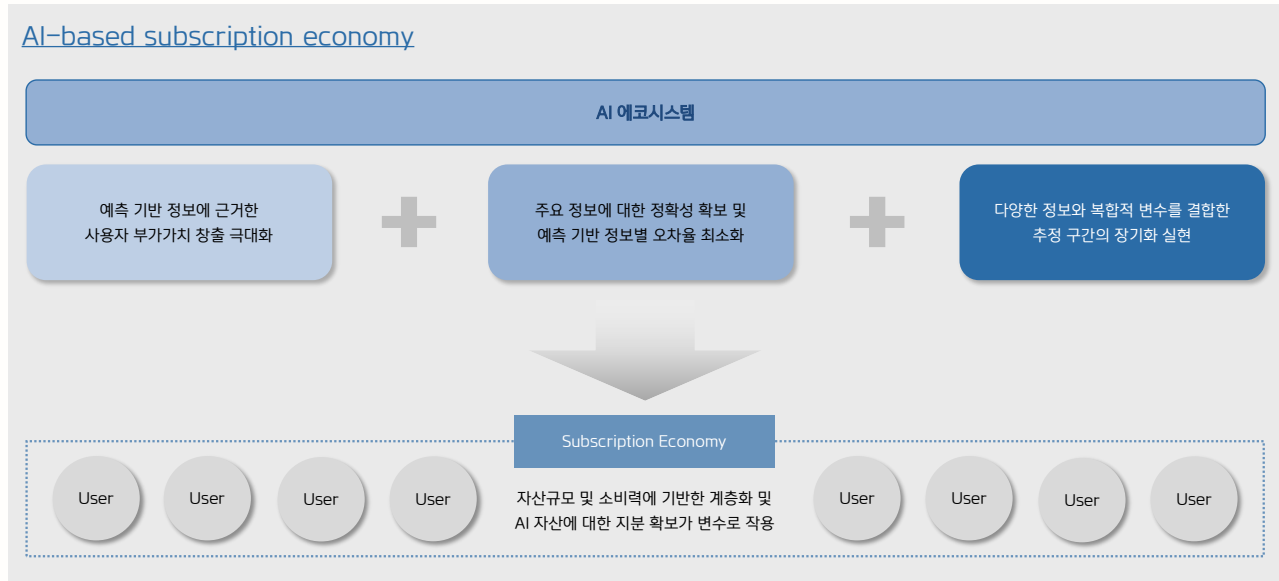 AI-based subscription economy
AI 에코시스템
예측 기반 정보에 근거한
사용자 부가가치 창출 극대화
주요 정보에 대한 정확성 확보 및
예측 기반 정보별 오차율 최소화
다양한 정보와 복합적 변수를 결합한
추정 구간의 장기화 실현
Subscription Economy
User
User
User
User
자산규모 및 소비력에 기반한 계층화 및
AI 자산에 대한 지분 확보가 변수로 작용
User
User
User
User